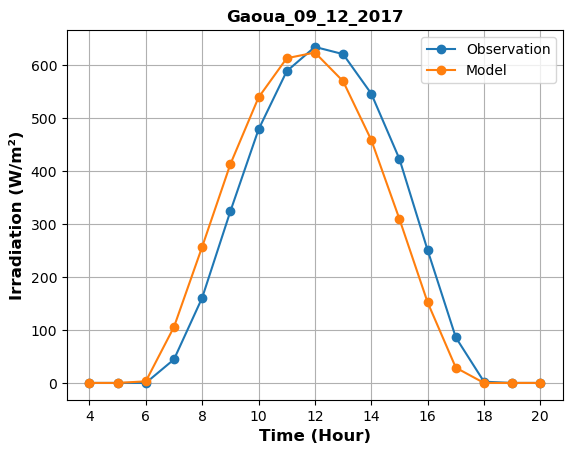 Gaoua_09_12_2017
Observation
Model
Irradiation (W/m²)
600
500
400
300
200
100
0
4 6 8 10 12 14 16 18 20
Time (Hour)